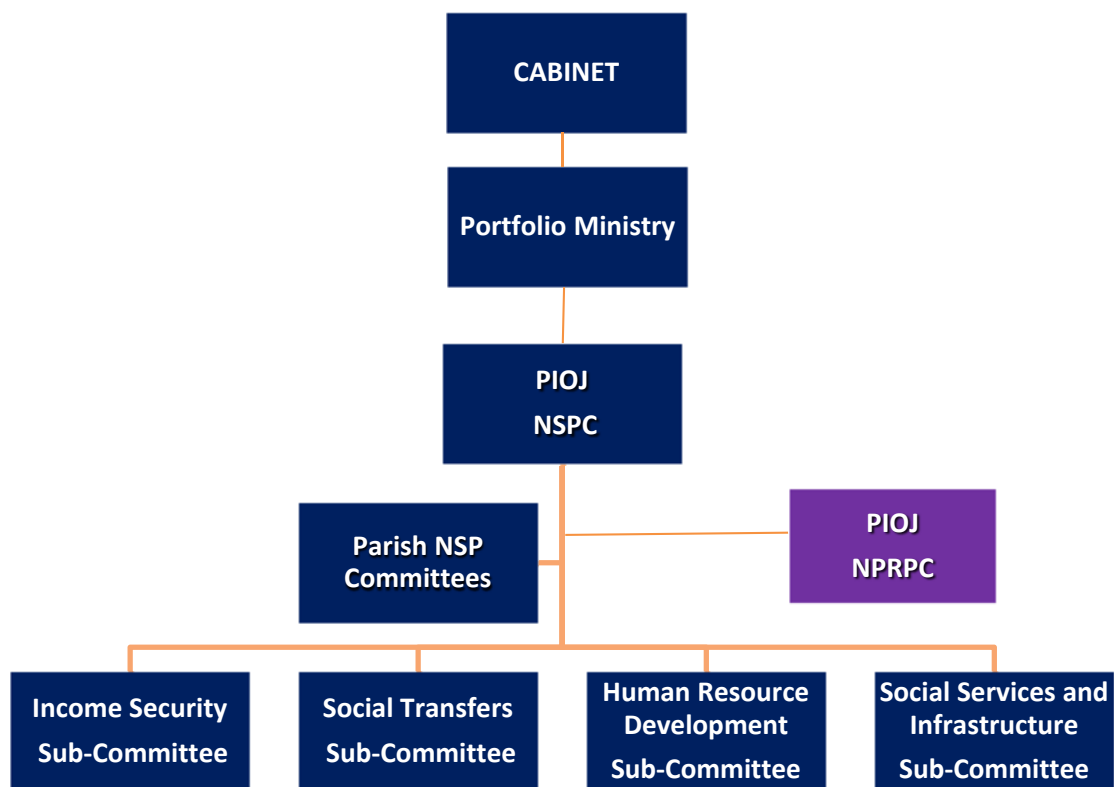 CABINET
Portfolio Ministry
PIOJ
NSPC
Parish NSP
Committees
PIOJ
NPRPC
Income Security
Sub-Committee
Social Transfers
Sub-Committee
Human Resource
Development
Sub-Committee
Social Services and
Infrastructure
Sub-Committee